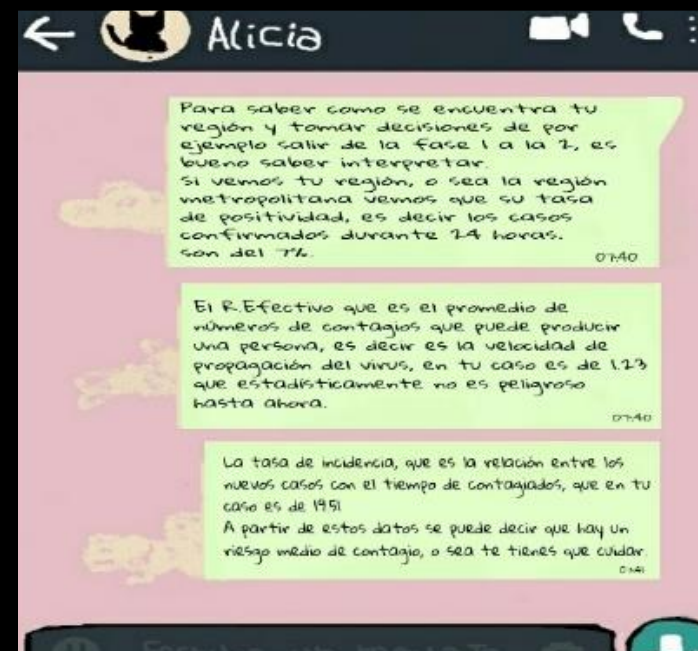 Alicia
Para saber como se encuentra tu
región y tomar decisiones de por
ejemplo salir de la fase 1 a la 2, es
bueno saber interpretar.
Si vemos tu región, o sea la región
metropolitana vemos que su tasa
de positividad, es decir los casos
confirmados durante 24 horas.
son del 7%.
07:40
El R.Efectivo que es el promedio de
números de contagios que puede producir
una persona, es decir es la velocidad de
propagación del virus, en tu caso es de 1.23
que estadísticamente no es peligroso
hasta ahora.
07:40
La tasa de incidencia, que es la relación entre los
nuevos casos con el tiempo de contagiados, que en tu
caso es de 1951
A partir de estos datos se puede decir que hay un
riesgo medio de contagio, o sea te tienes que cuidar.